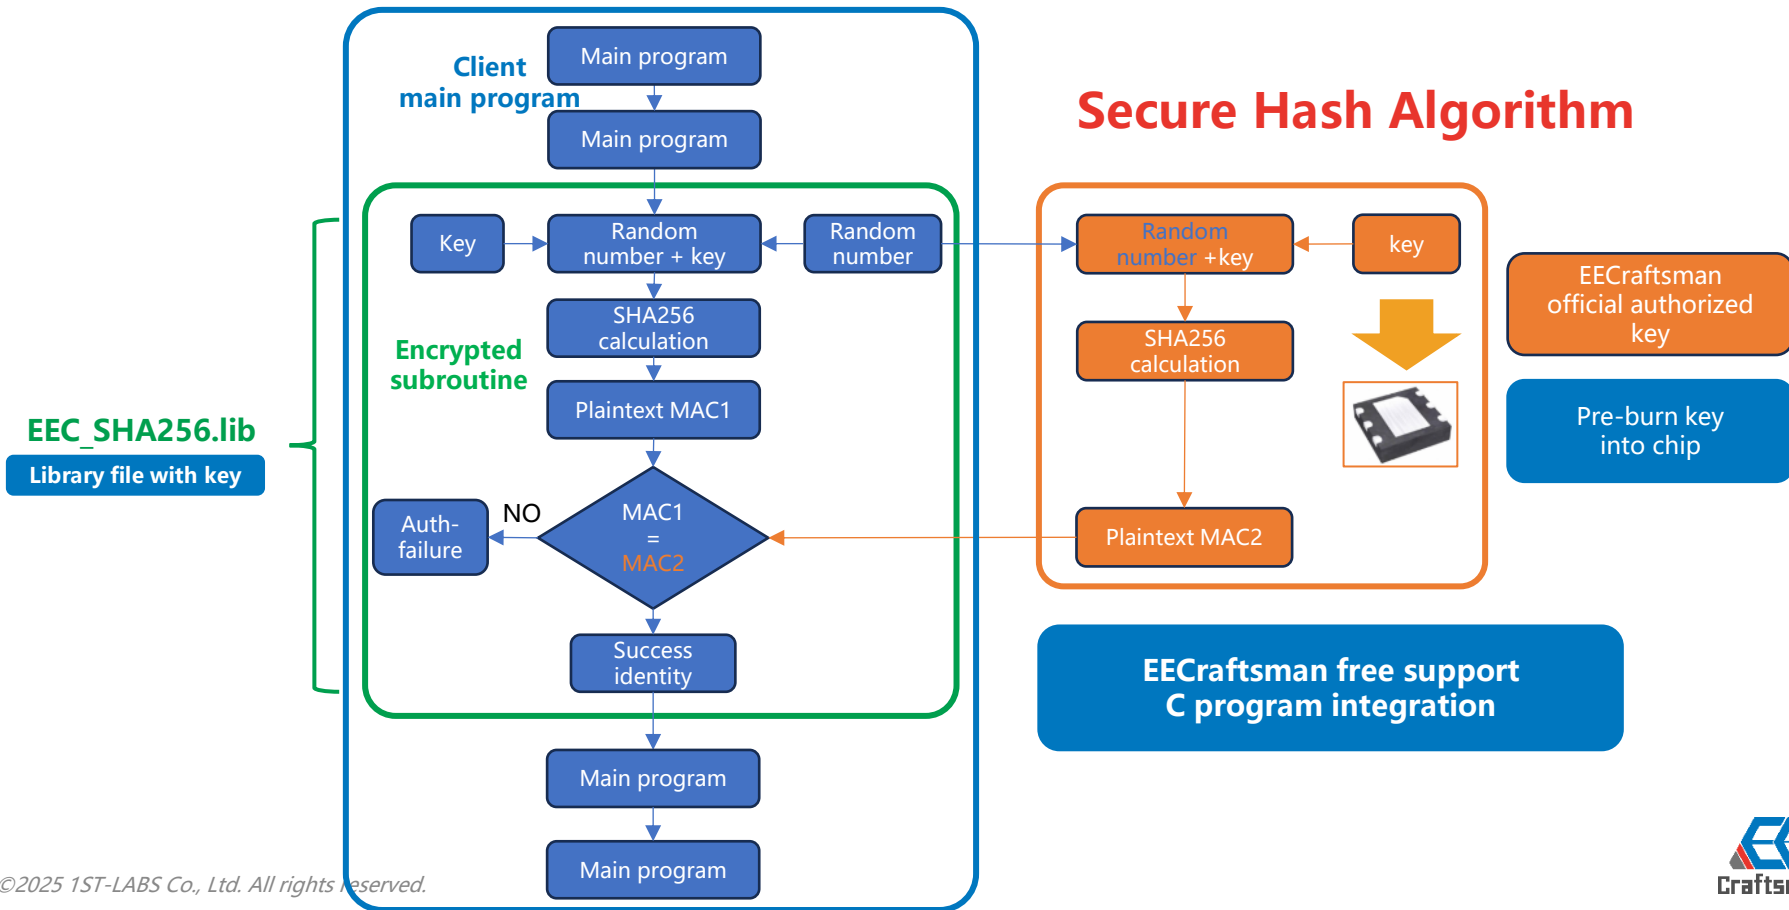 Client
main program
Main program
Main program
Secure Hash Algorithm
Key
Random
number + key
Random
number
Random
number +key
key
EECraftsman
official authorized
key
SHA256
calculation
SHA256
calculation
Encrypted
subroutine
Plaintext MAC1
Pre-burn key
into chip
EEC_SHA256.lib
Library file with key
Auth-
failure
NO
MAC1
=
MAC2
Plaintext MAC2
Success
identity
EECraftsman free support
C program integration
Main program
Main program
©2025 1ST-LABS Co., Ltd. All rights reserved.